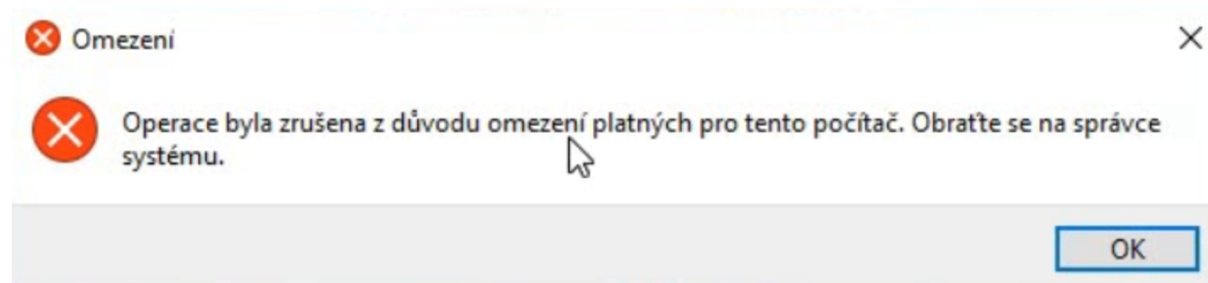 Omezení
Operace byla zrušena z důvodu omezení platných pro tento počítač. Obraťte se na správce
systému.
OK